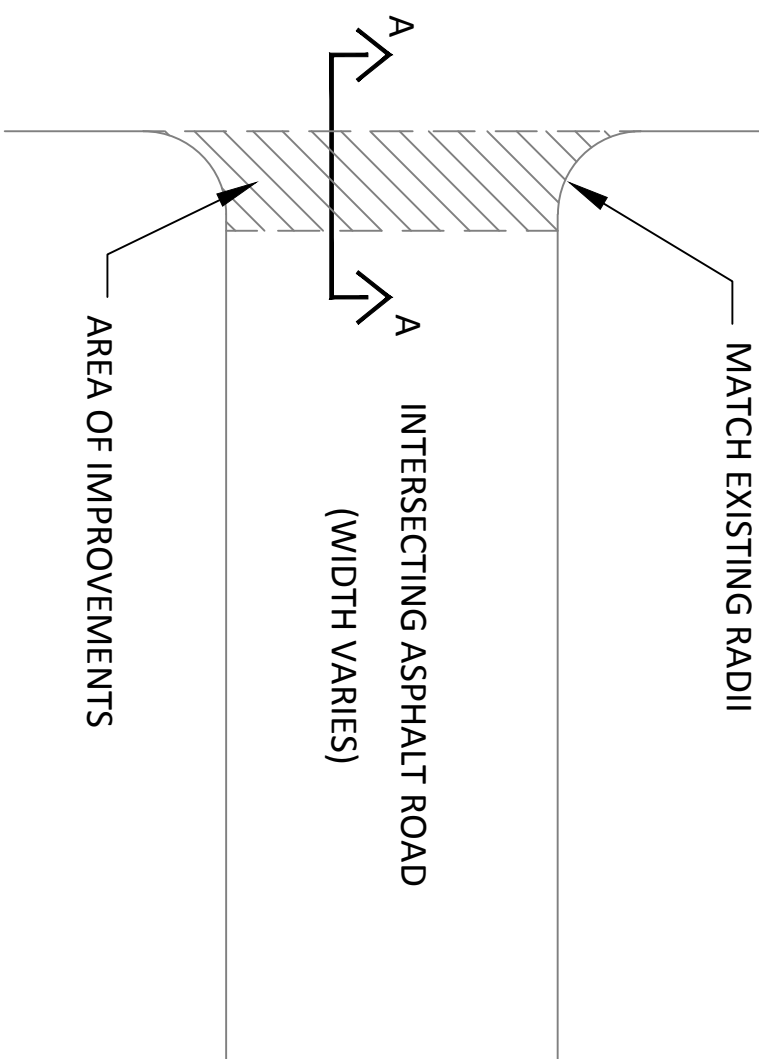 MATCH EXISTING RADII
A
A
INTERSECTING ASPHALT ROAD
(WIDTH VARIES)
AREA OF IMPROVEMENTS